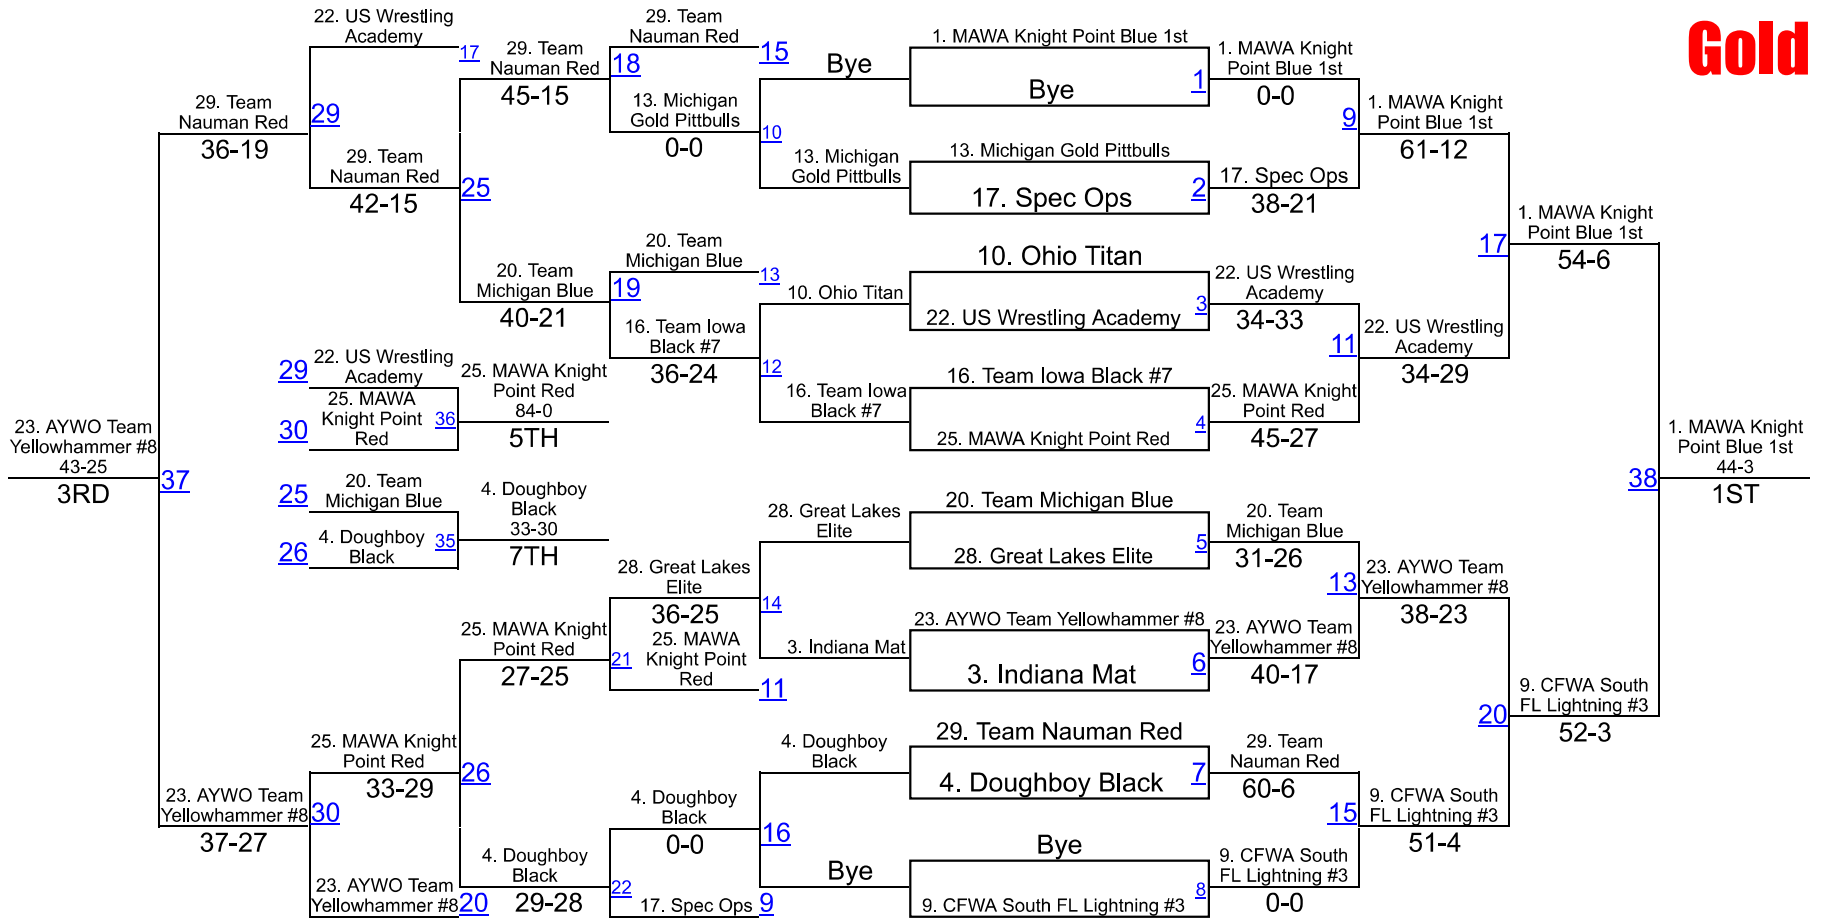 Gold
22. US Wrestling
Academy
17
29. Team
Nauman Red
36-19
29
29. Team
Nauman Red
42-15
25
29. Team
Nauman Red
45-15
29. Team
Nauman Red
15
18
13. Michigan
Gold Pittbulls
0-0
10
Bye
13. Michigan
Gold Pittbulls
20. Team
Michigan Blue
40-21
20. Team
Michigan Blue
13
19
16. Team Iowa
Black #7
36-24
12
10. Ohio Titan
16. Team Iowa
Black #7
29
22. US Wrestling
Academy
30
25. MAWA
Knight Point
Red
36
25. MAWA Knight
Point Red
84-0
5TH
23. AYWO Team
Yellowhammer #8
43-25
3RD
37
25
20. Team
Michigan Blue
26
4. Doughboy
Black
35
4. Doughboy
Black
33-30
7TH
28. Great Lakes
Elite
28. Great Lakes
Elite
36-25
14
3. Indiana Mat
25. MAWA Knight
Point Red
27-25
21
25. MAWA
Knight Point
Red
11
25. MAWA Knight
Point Red
33-29
26
23. AYWO Team
Yellowhammer #8
37-27
30
23. AYWO Team
Yellowhammer #8
20
4. Doughboy
Black
29-28
22
4. Doughboy
Black
0-0
16
17. Spec Ops
9
4. Doughboy
Black
Bye
1. MAWA Knight Point Blue 1st
Bye
1
1. MAWA Knight
Point Blue 1st
0-0
13. Michigan Gold Pittbulls
17. Spec Ops
2
17. Spec Ops
38-21
9
1. MAWA Knight
Point Blue 1st
61-12
10. Ohio Titan
22. US Wrestling Academy
3
22. US Wrestling
Academy
34-33
16. Team Iowa Black #7
25. MAWA Knight Point Red
4
25. MAWA Knight
Point Red
45-27
11
22. US Wrestling
Academy
34-29
17
1. MAWA Knight
Point Blue 1st
54-6
20. Team Michigan Blue
28. Great Lakes Elite
5
20. Team
Michigan Blue
31-26
23. AYWO Team Yellowhammer #8
3. Indiana Mat
6
23. AYWO Team
Yellowhammer #8
40-17
13
23. AYWO Team
Yellowhammer #8
38-23
29. Team Nauman Red
4. Doughboy Black
7
29. Team
Nauman Red
60-6
Bye
9. CFWA South FL Lightning #3
8
9. CFWA South
FL Lightning #3
0-0
15
9. CFWA South
FL Lightning #3
51-4
20
9. CFWA South
FL Lightning #3
52-3
38
1. MAWA Knight
Point Blue 1st
44-3
1ST